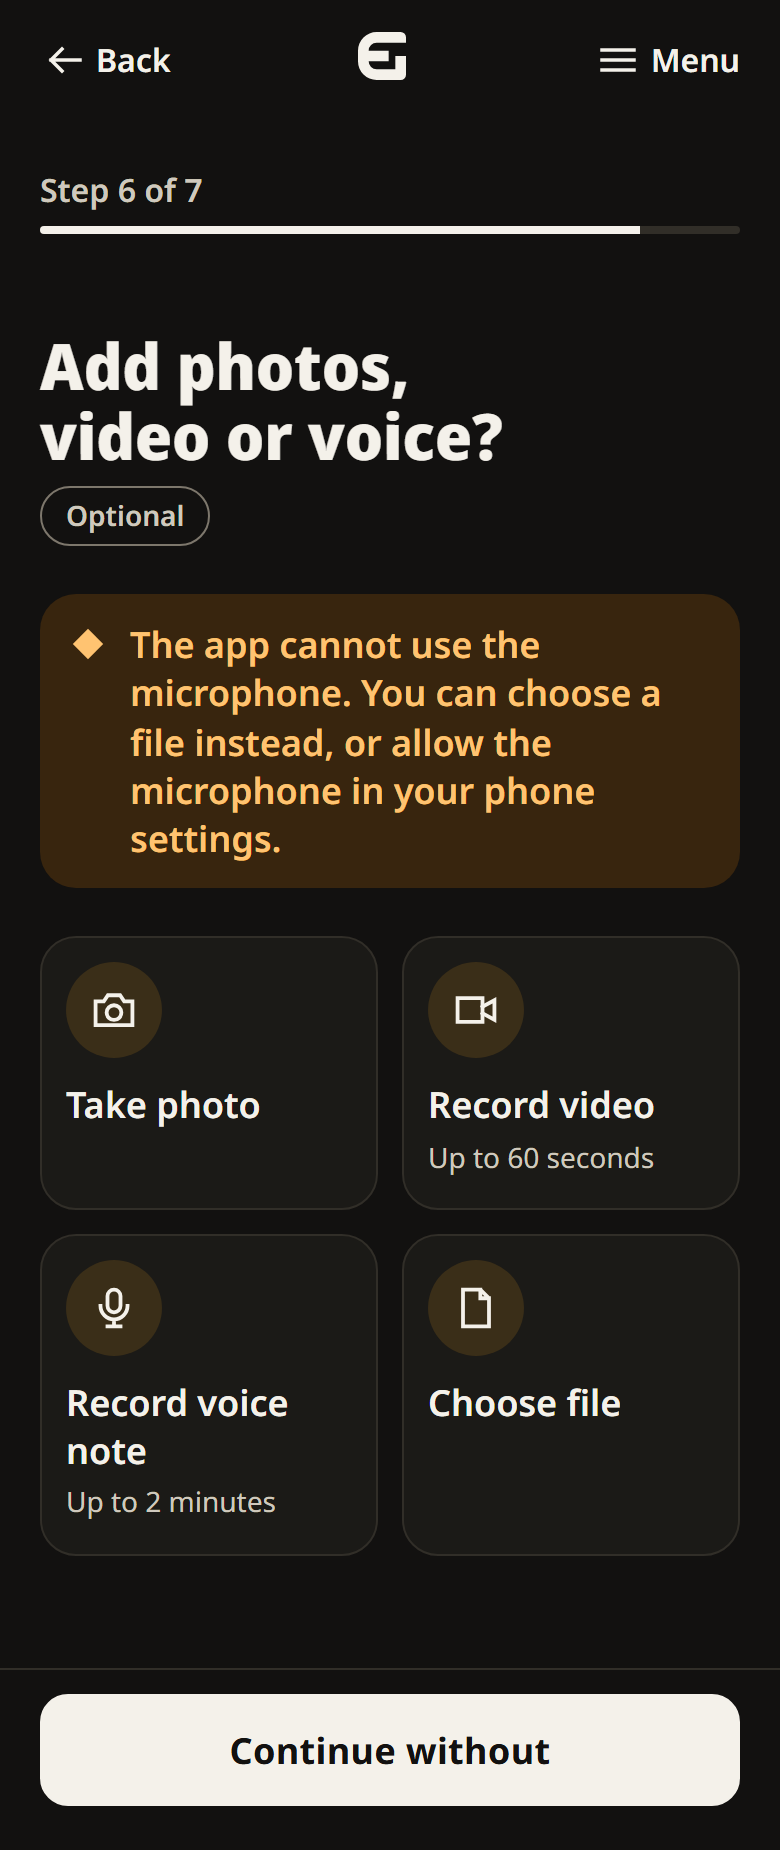 Back
Menu
Step 6 of 7
Add photos,
video or voice?
Optional
The app cannot use the
microphone. You can choose a
file instead, or allow the
microphone in your phone
settings.
Take photo
Record video
Up to 60 seconds
Record voice
note
Up to 2 minutes
Choose file
Continue without